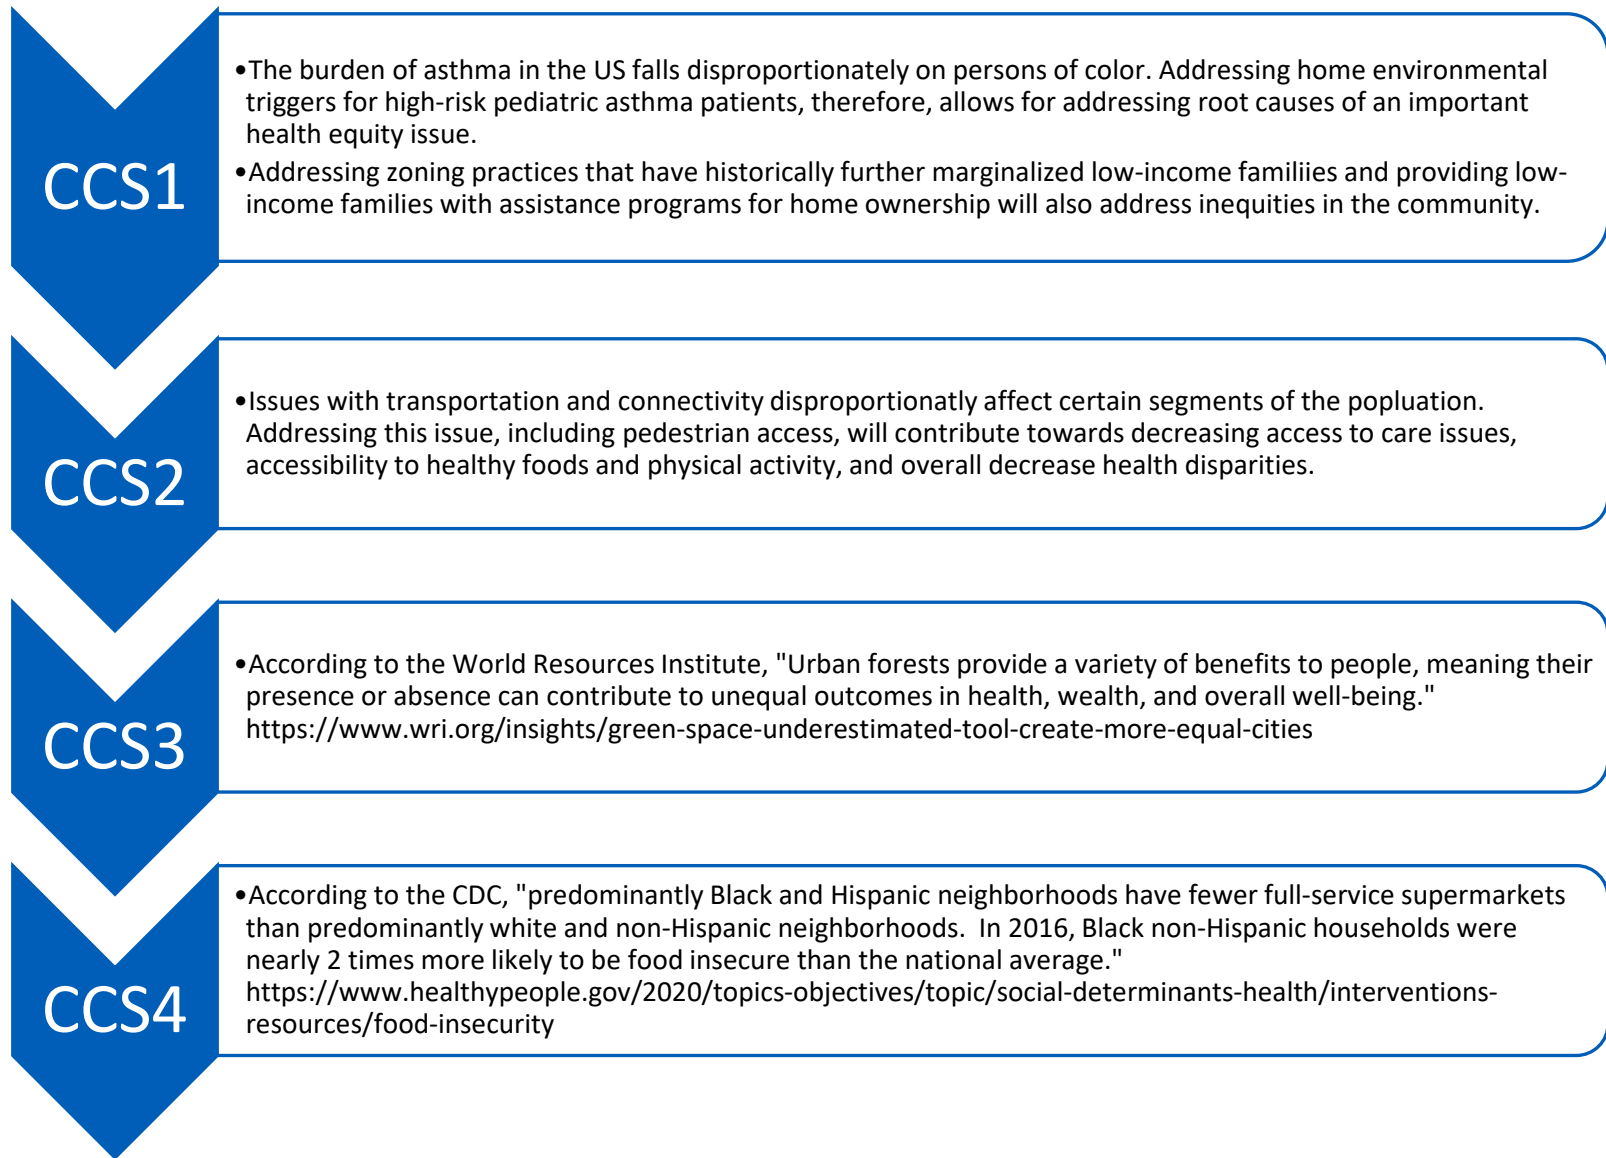 CCS1
•The burden of asthma in the US falls disproportionately on persons of color. Addressing home environmental
triggers for high-risk pediatric asthma patients, therefore, allows for addressing root causes of an important
health equity issue.
•Addressing zoning practices that have historically further marginalized low-income familiies and providing low-
income families with assistance programs for home ownership will also address inequities in the community.
CCS2
•Issues with transportation and connectivity disproportionatly affect certain segments of the popluation.
Addressing this issue, including pedestrian access, will contribute towards decreasing access to care issues,
accessibility to healthy foods and physical activity, and overall decrease health disparities.
CCS3
•According to the World Resources Institute, "Urban forests provide a variety of benefits to people, meaning their
presence or absence can contribute to unequal outcomes in health, wealth, and overall well-being."
https://www.wri.org/insights/green-space-underestimated-tool-create-more-equal-cities
CCS4
•According to the CDC, "predominantly Black and Hispanic neighborhoods have fewer full-service supermarkets
than predominantly white and non-Hispanic neighborhoods.  In 2016, Black non-Hispanic households were
nearly 2 times more likely to be food insecure than the national average."
https://www.healthypeople.gov/2020/topics-objectives/topic/social-determinants-health/interventions-
resources/food-insecurity